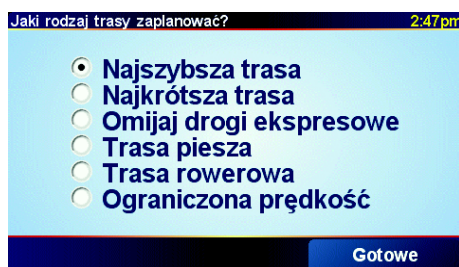 Jaki rodzaj trasy zaplanować? 2:47pm
Najszybsza trasa
Najkrótsza trasa
Omijaj drogi ekspresowe
Trasa piesza
Trasa rowerowa
Ograniczona prędkość
Gotowe